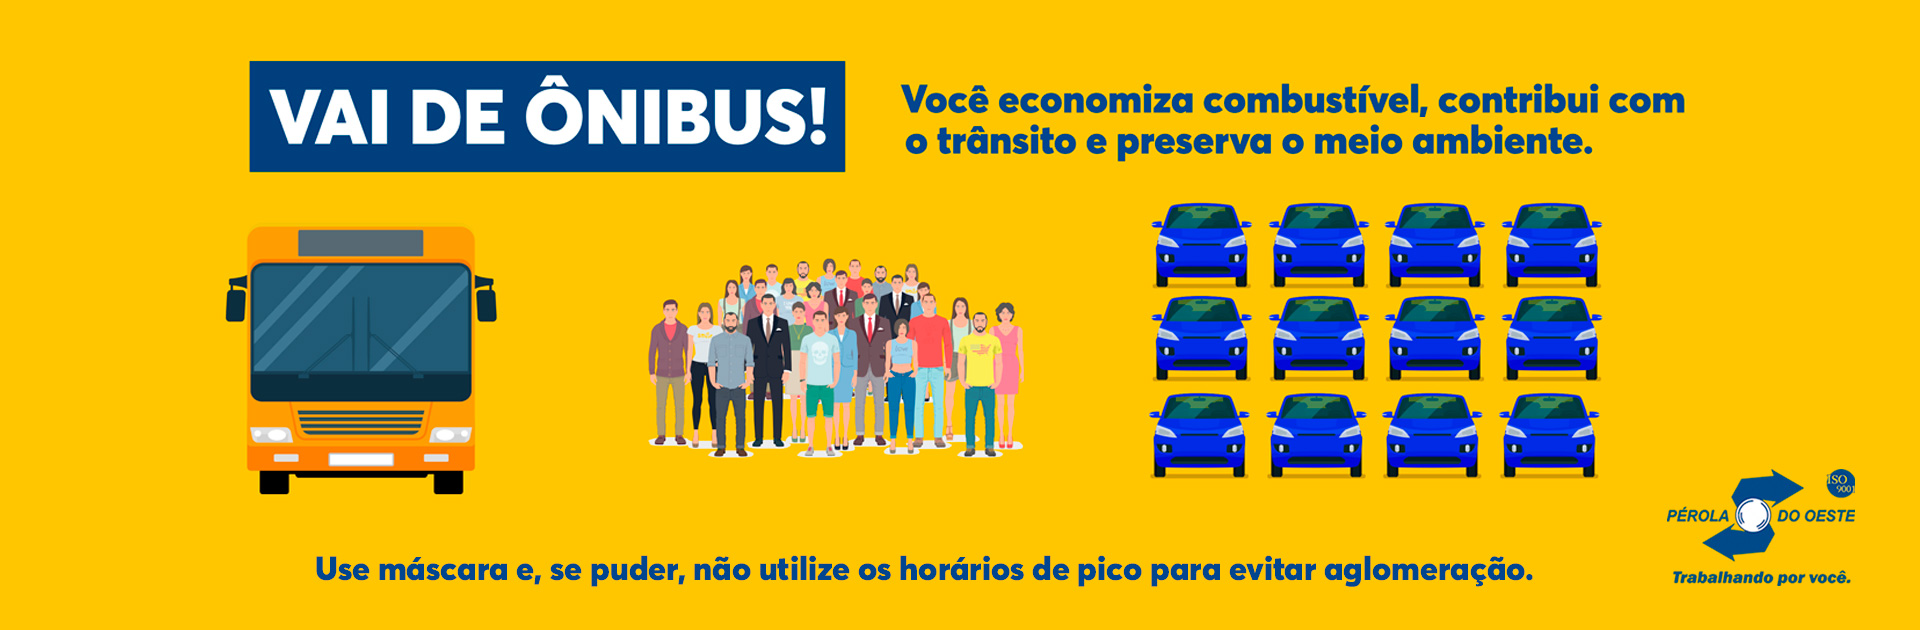 VAI DE ÔNIBUS!
Você economiza combustível, contribui com
o trânsito e preserva o meio ambiente.
ISO
9001
PÉROLA DO OESTE
Trabalhando por você.
Use máscara e, se puder, não utilize os horários de pico para evitar aglomeração.